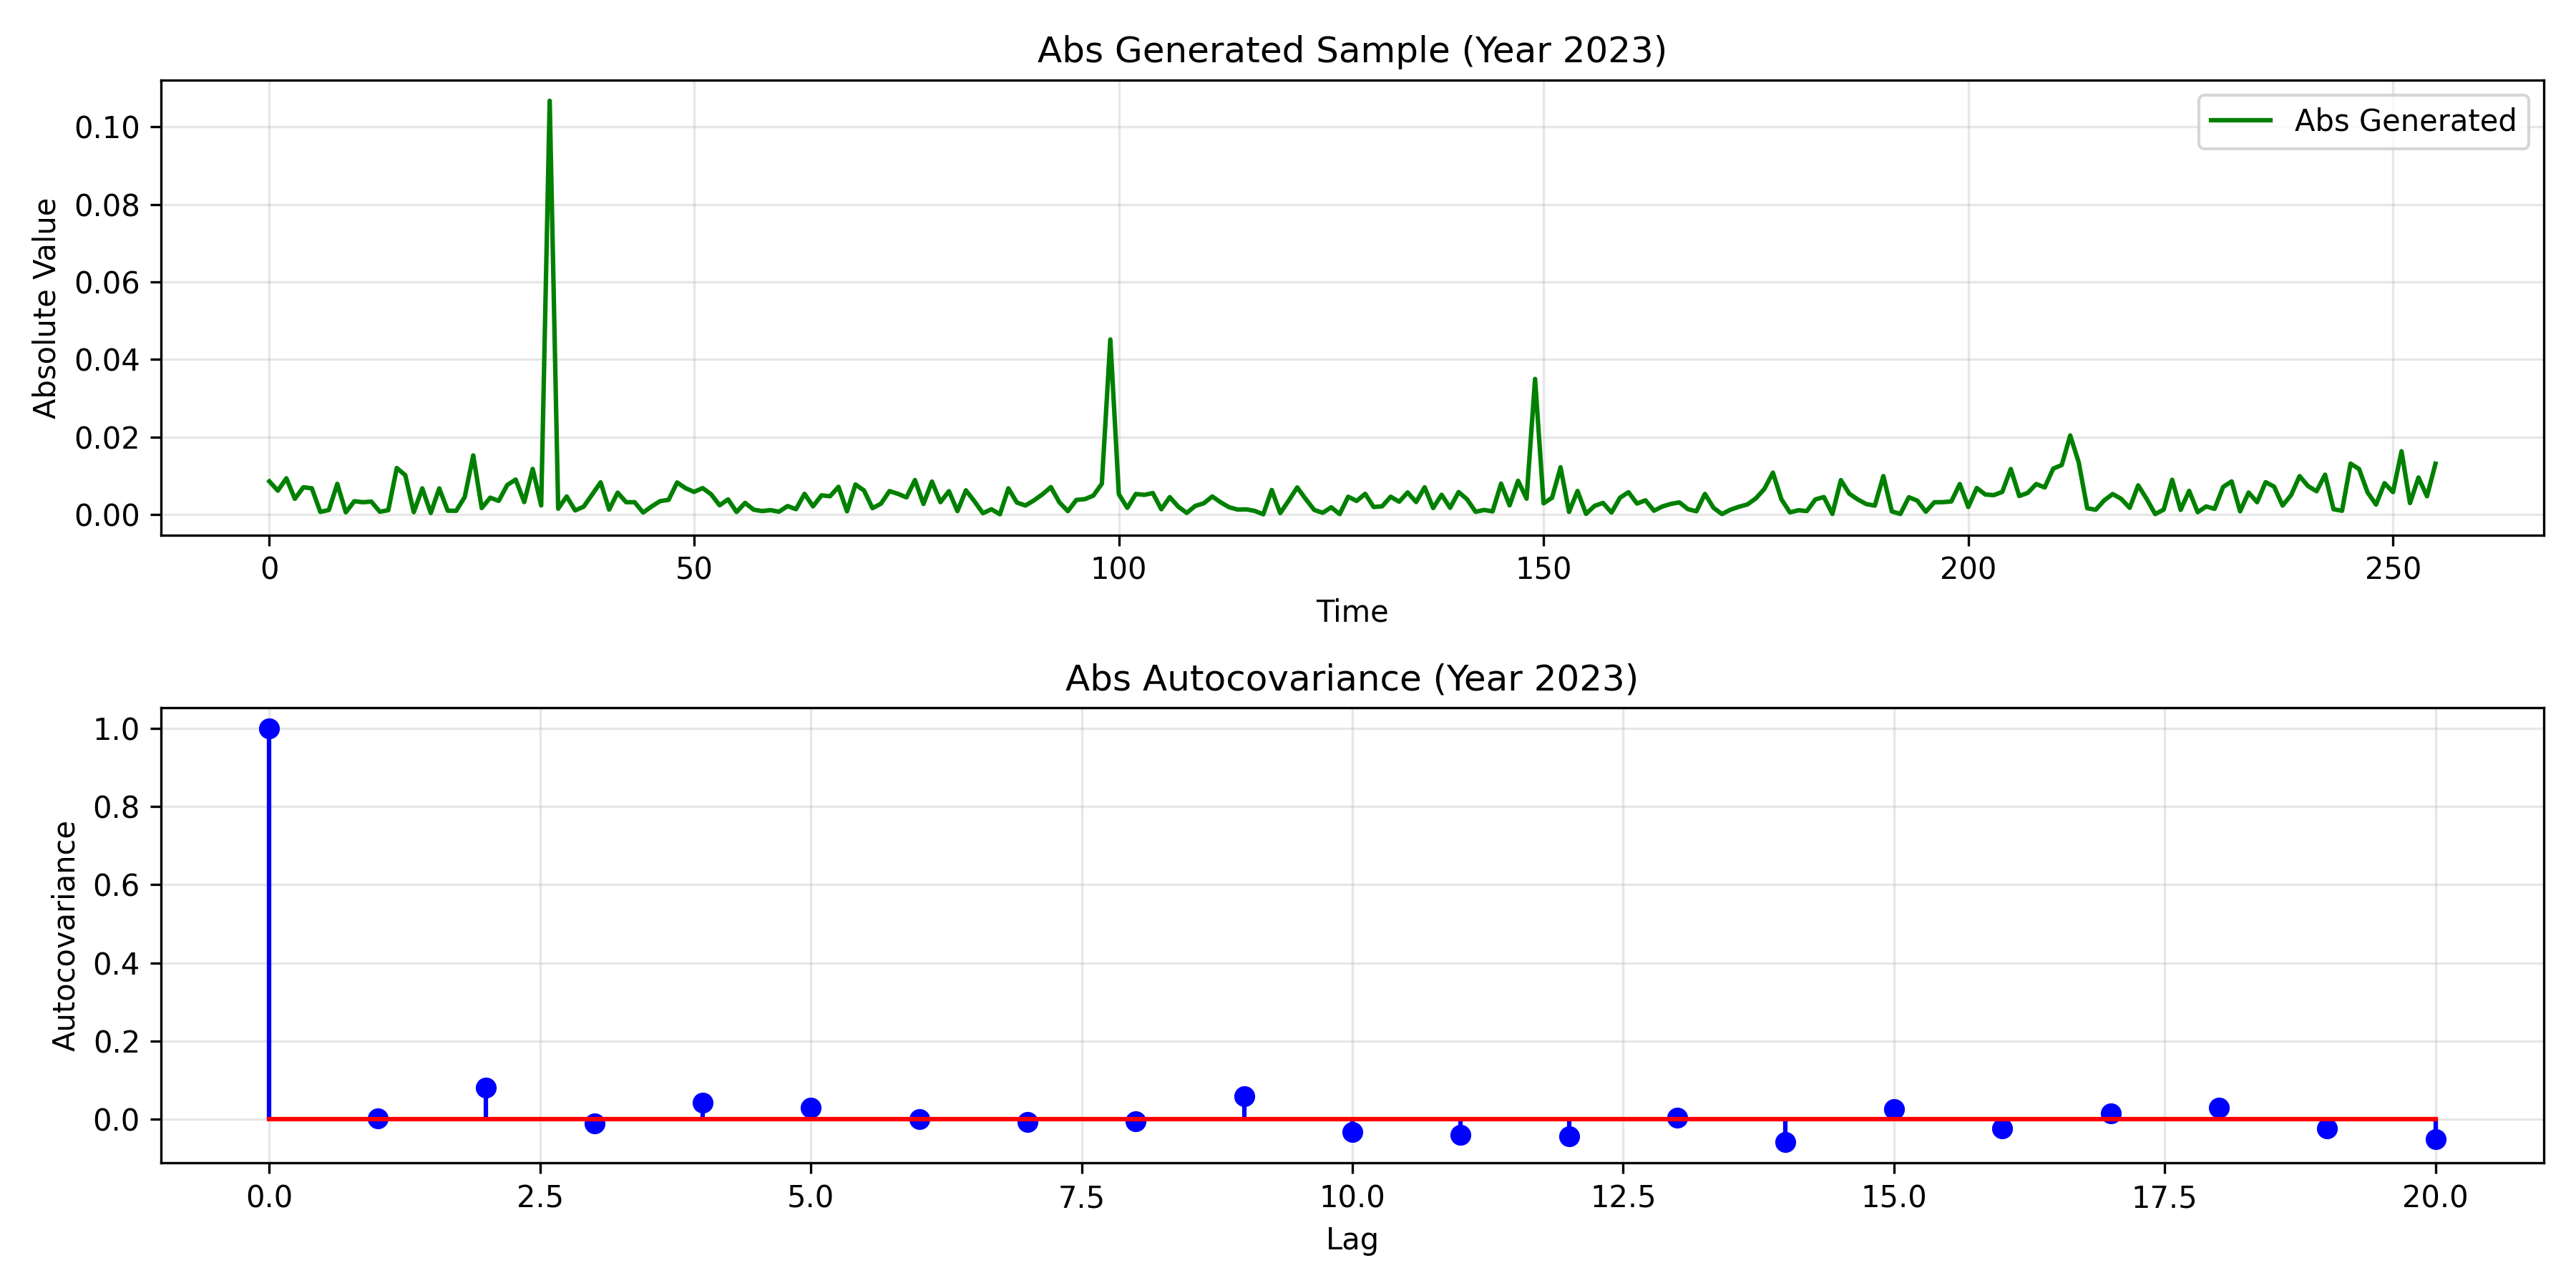 Abs Generated Sample (Year 2023)
Absolute Value
0.10
0.08
0.06
0.04
0.02
0.00
Abs Generated
0 50 100 150 200 250
Time
Abs Autocovariance (Year 2023)
Autocovariance
1.0
0.8
0.6
0.4
0.2
0.0
0.0 2.5 5.0 7.5 10.0 12.5 15.0 17.5 20.0
Lag